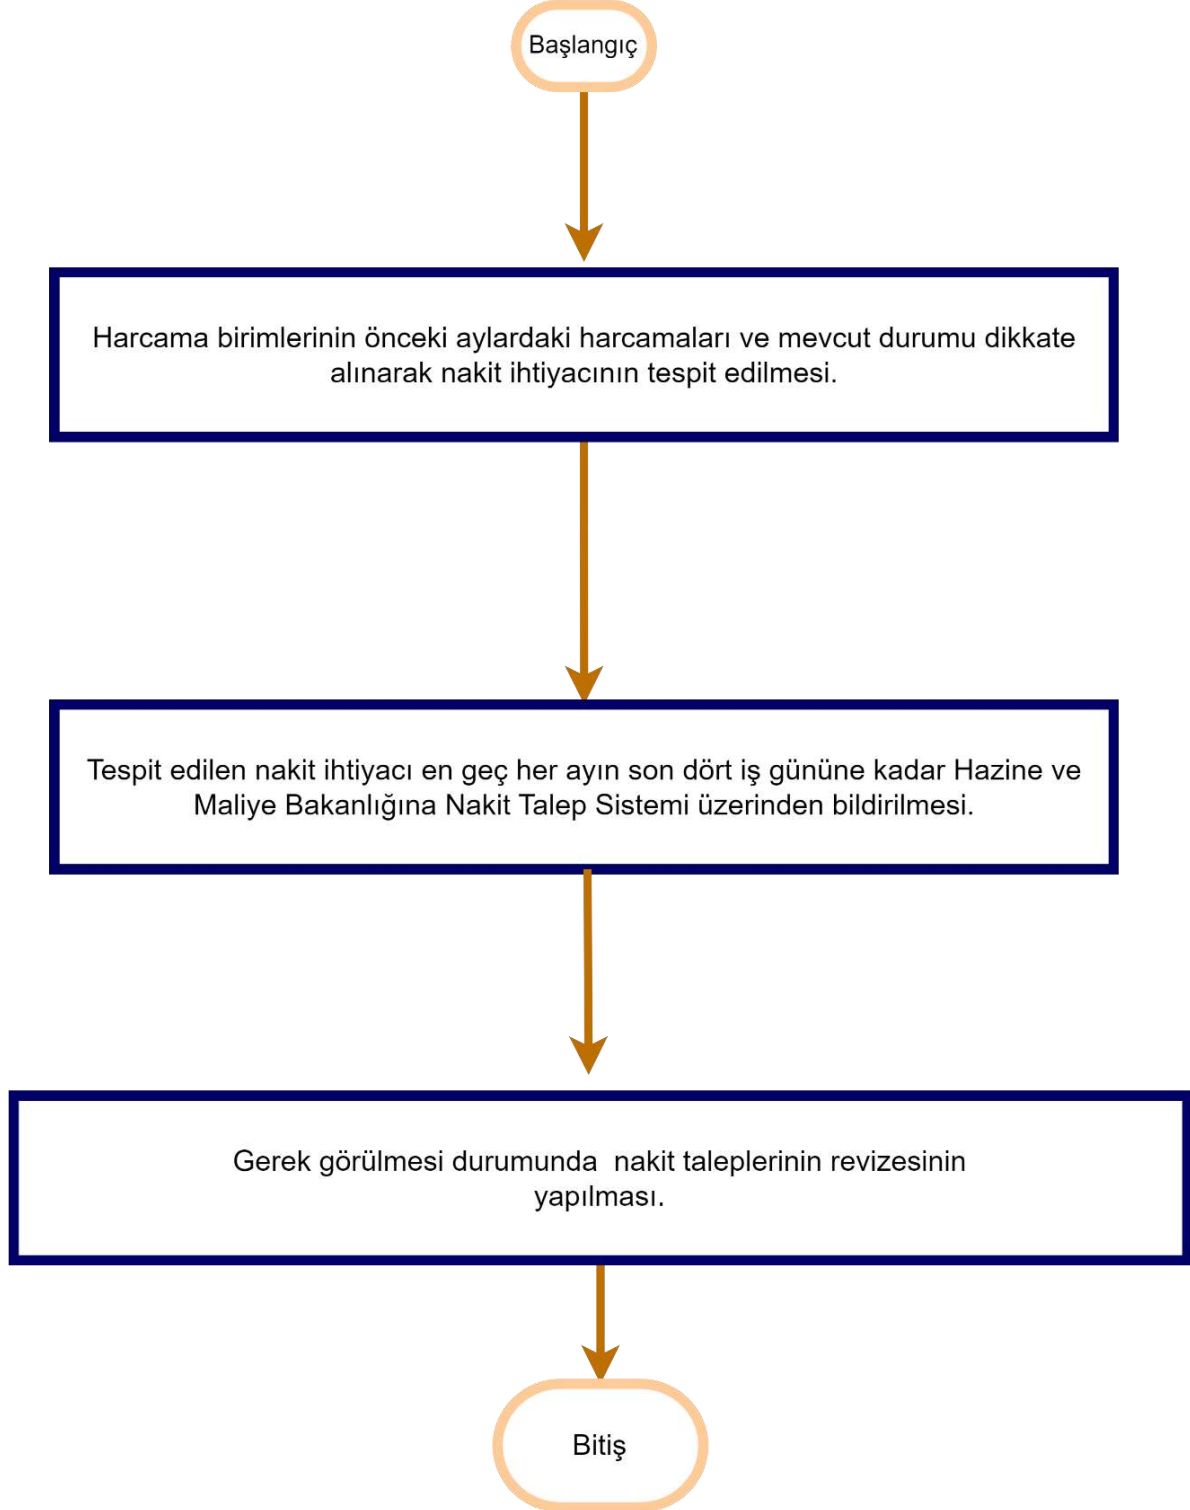 Başlangıç
Harcama birimlerinin önceki aylardaki harcamaları ve mevcut durumu dikkate
alınarak nakit ihtiyacının tespit edilmesi.
Tespit edilen nakit ihtiyacı en geç her ayın son dört iş gününe kadar Hazine ve
Maliye Bakanlığına Nakit Talep Sistemi üzerinden bildirilmesi.
Gerek görülmesi durumunda  nakit taleplerinin revizesinin
yapılması.
Bitiş